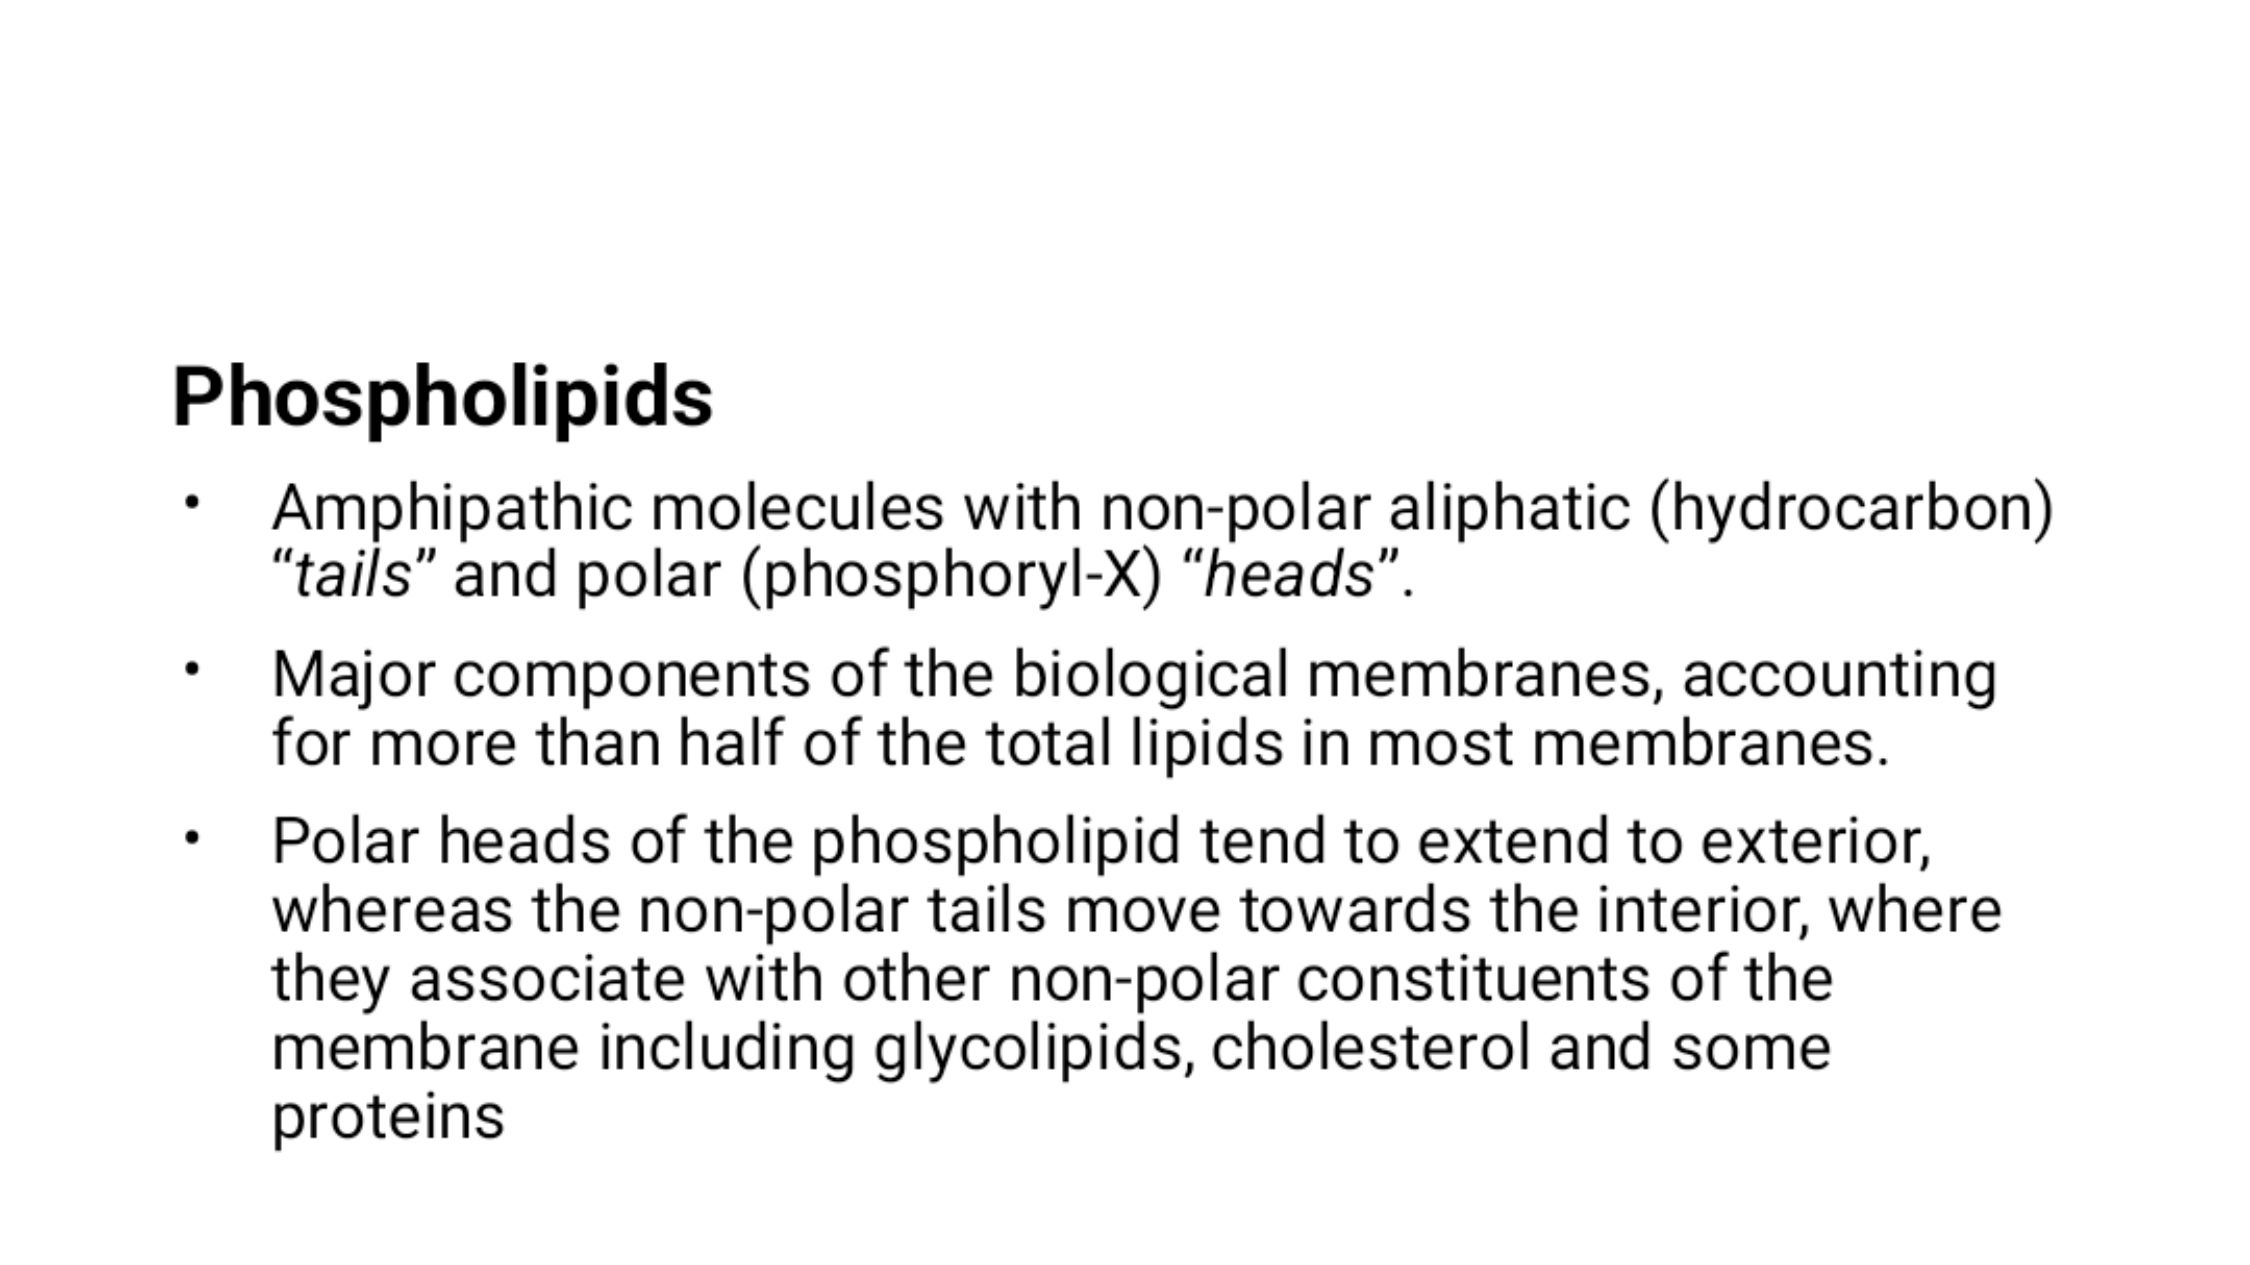 Phospholipids
• Amphipathic molecules with non-polar aliphatic (hydrocarbon)
“tails” and polar (phosphoryl-X) “heads”.
• Major components of the biological membranes, accounting
for more than half of the total lipids in most membranes.
• Polar heads of the phospholipid tend to extend to exterior,
whereas the non-polar tails move towards the interior, where
they associate with other non-polar constituents of the
membrane including glycolipids, cholesterol and some
proteins